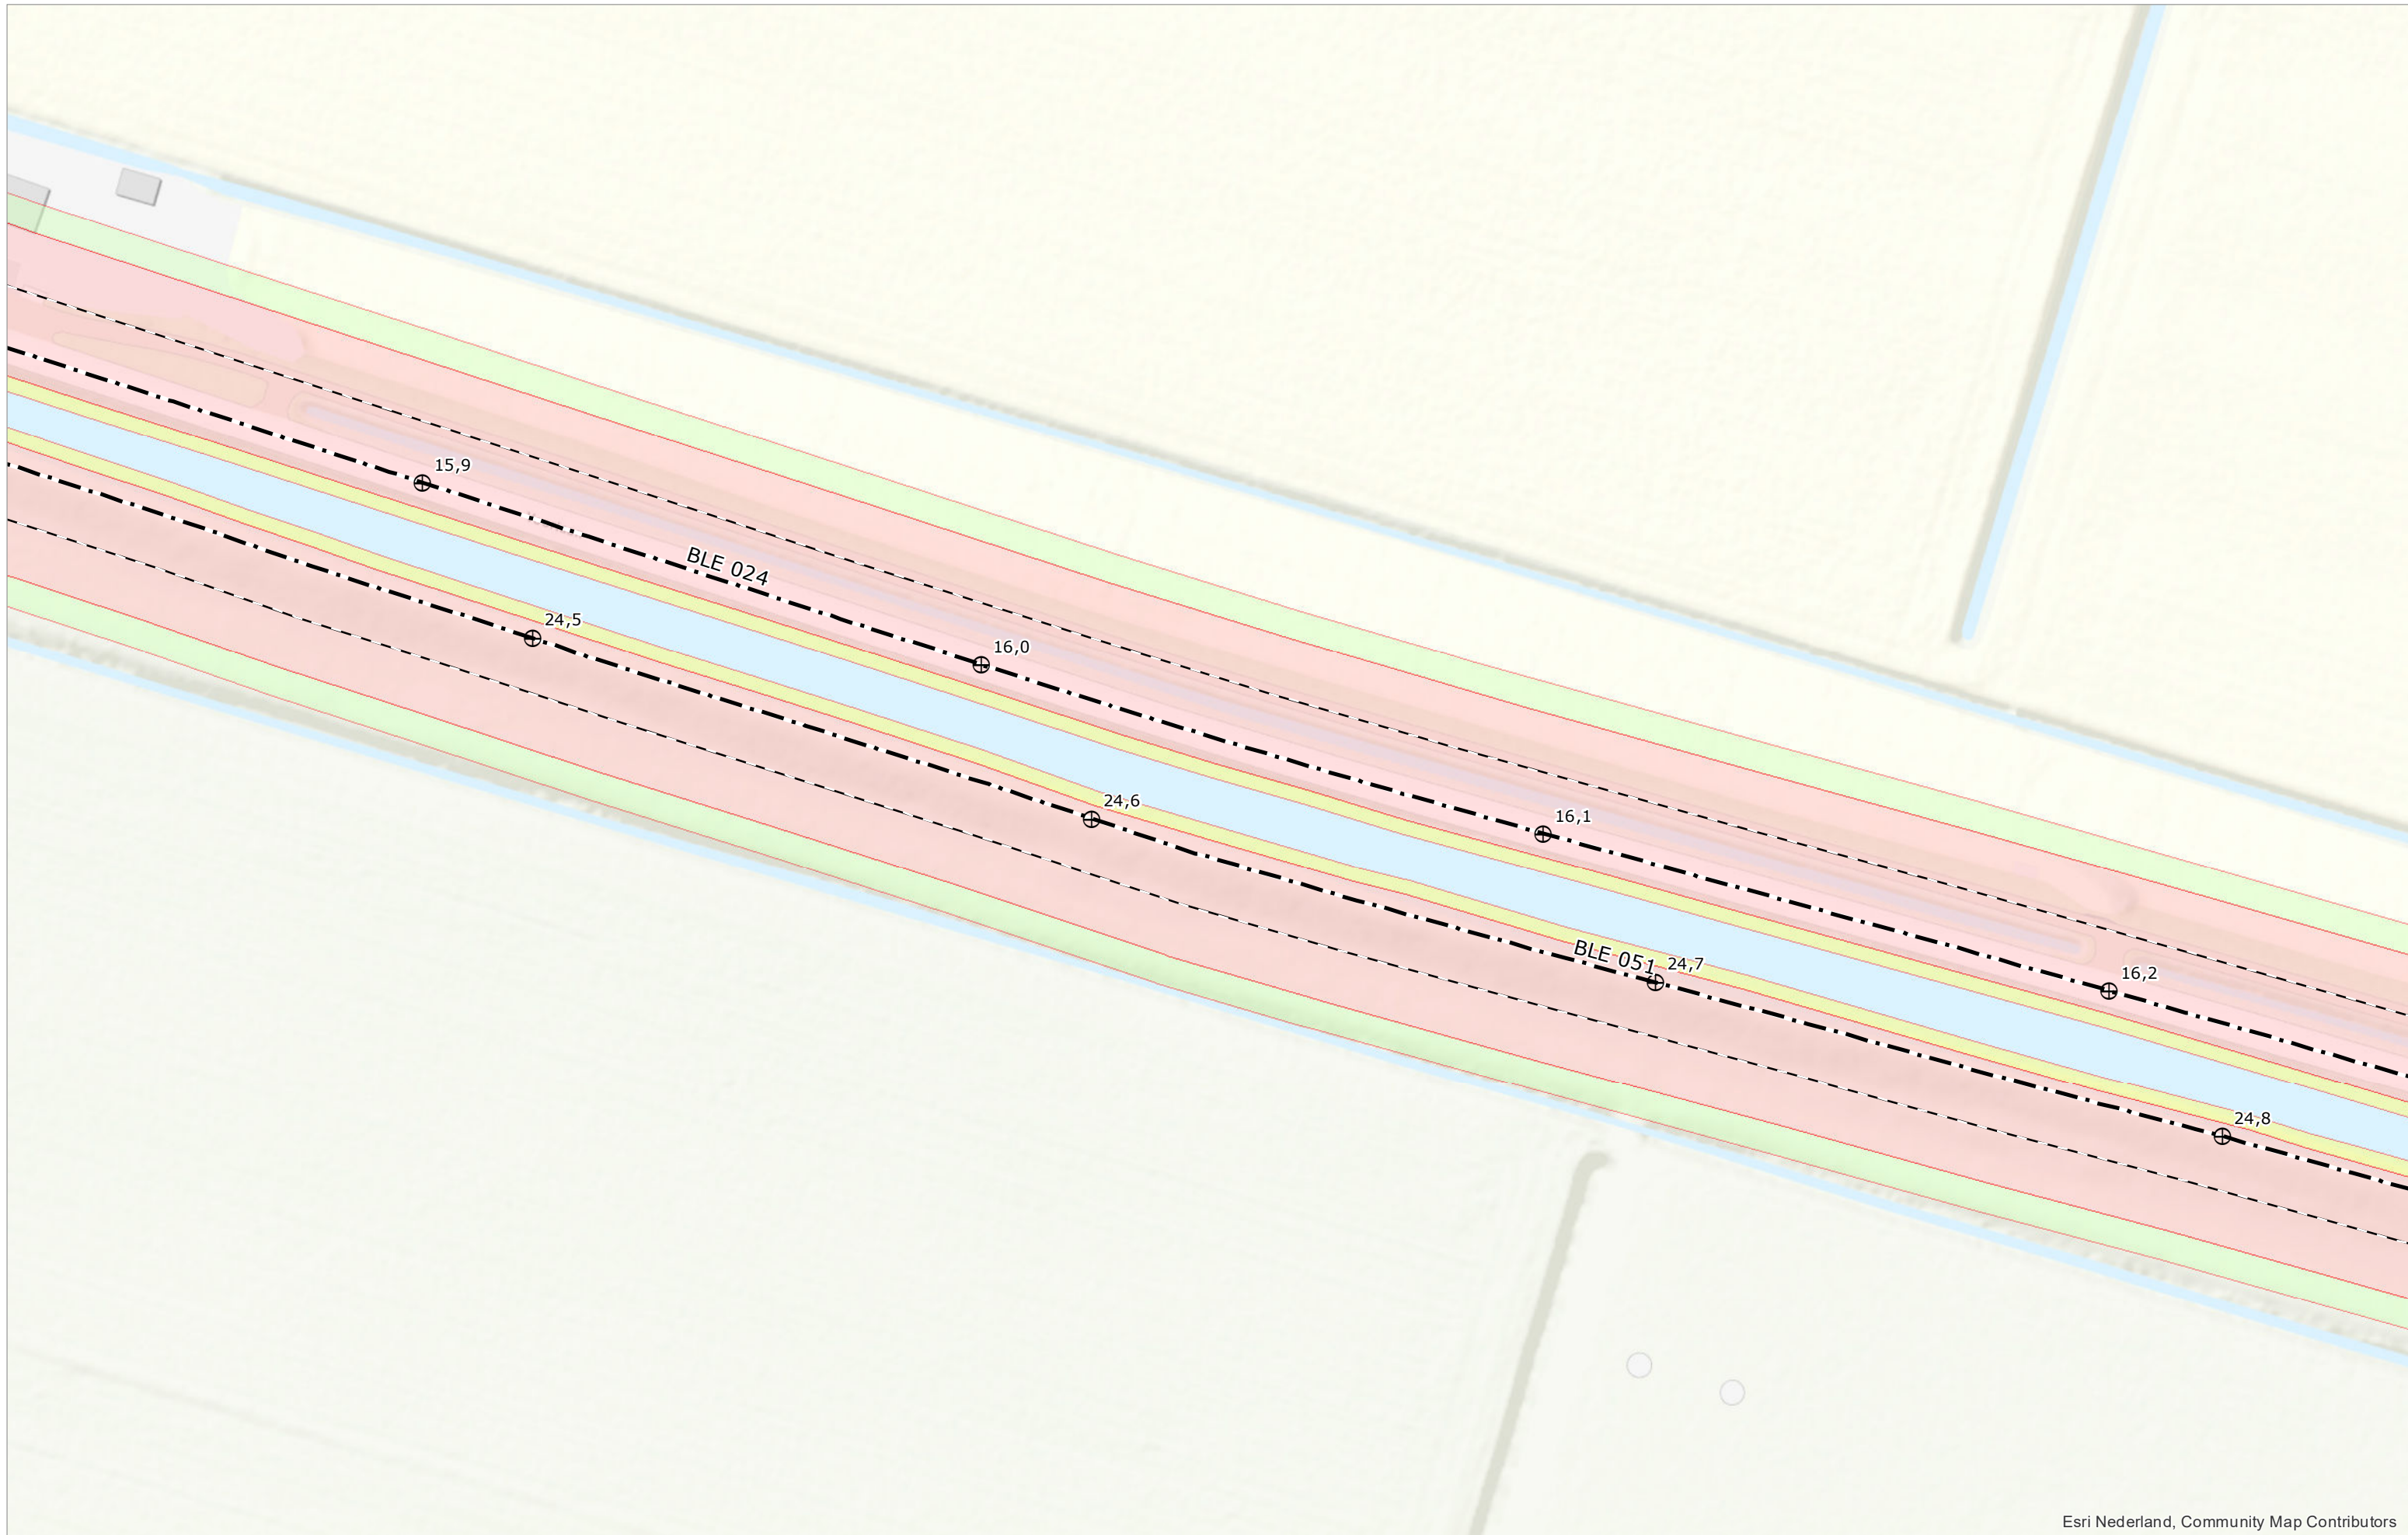 15,9
BLE 024
24,5
16,0
24,6
16,1
BLE 051
24,7
16,2
24,8
Esri Nederland, Community Map Contributors